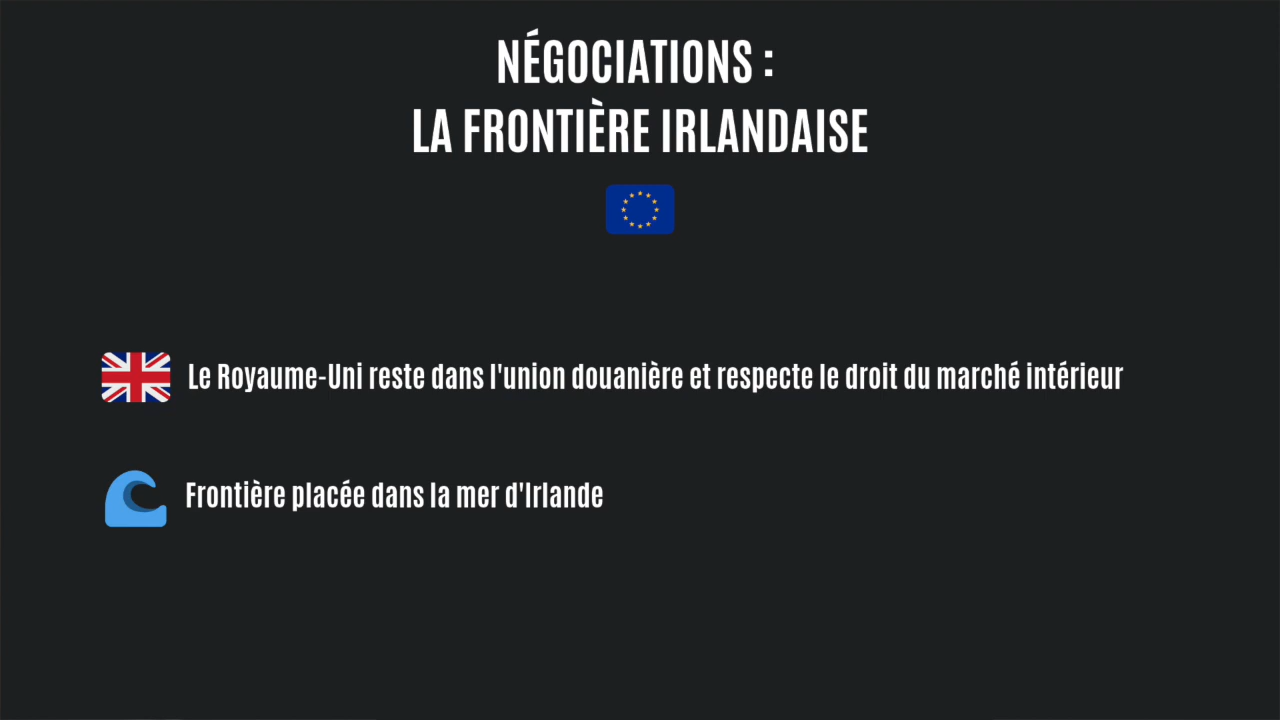 NÉGOCIATIONS :
LA FRONTIÈRE IRLANDAISE
Le Royaume-Uni reste dans l'union douanière et respecte le droit du marché intérieur
Frontière placée dans la mer d'Irlande